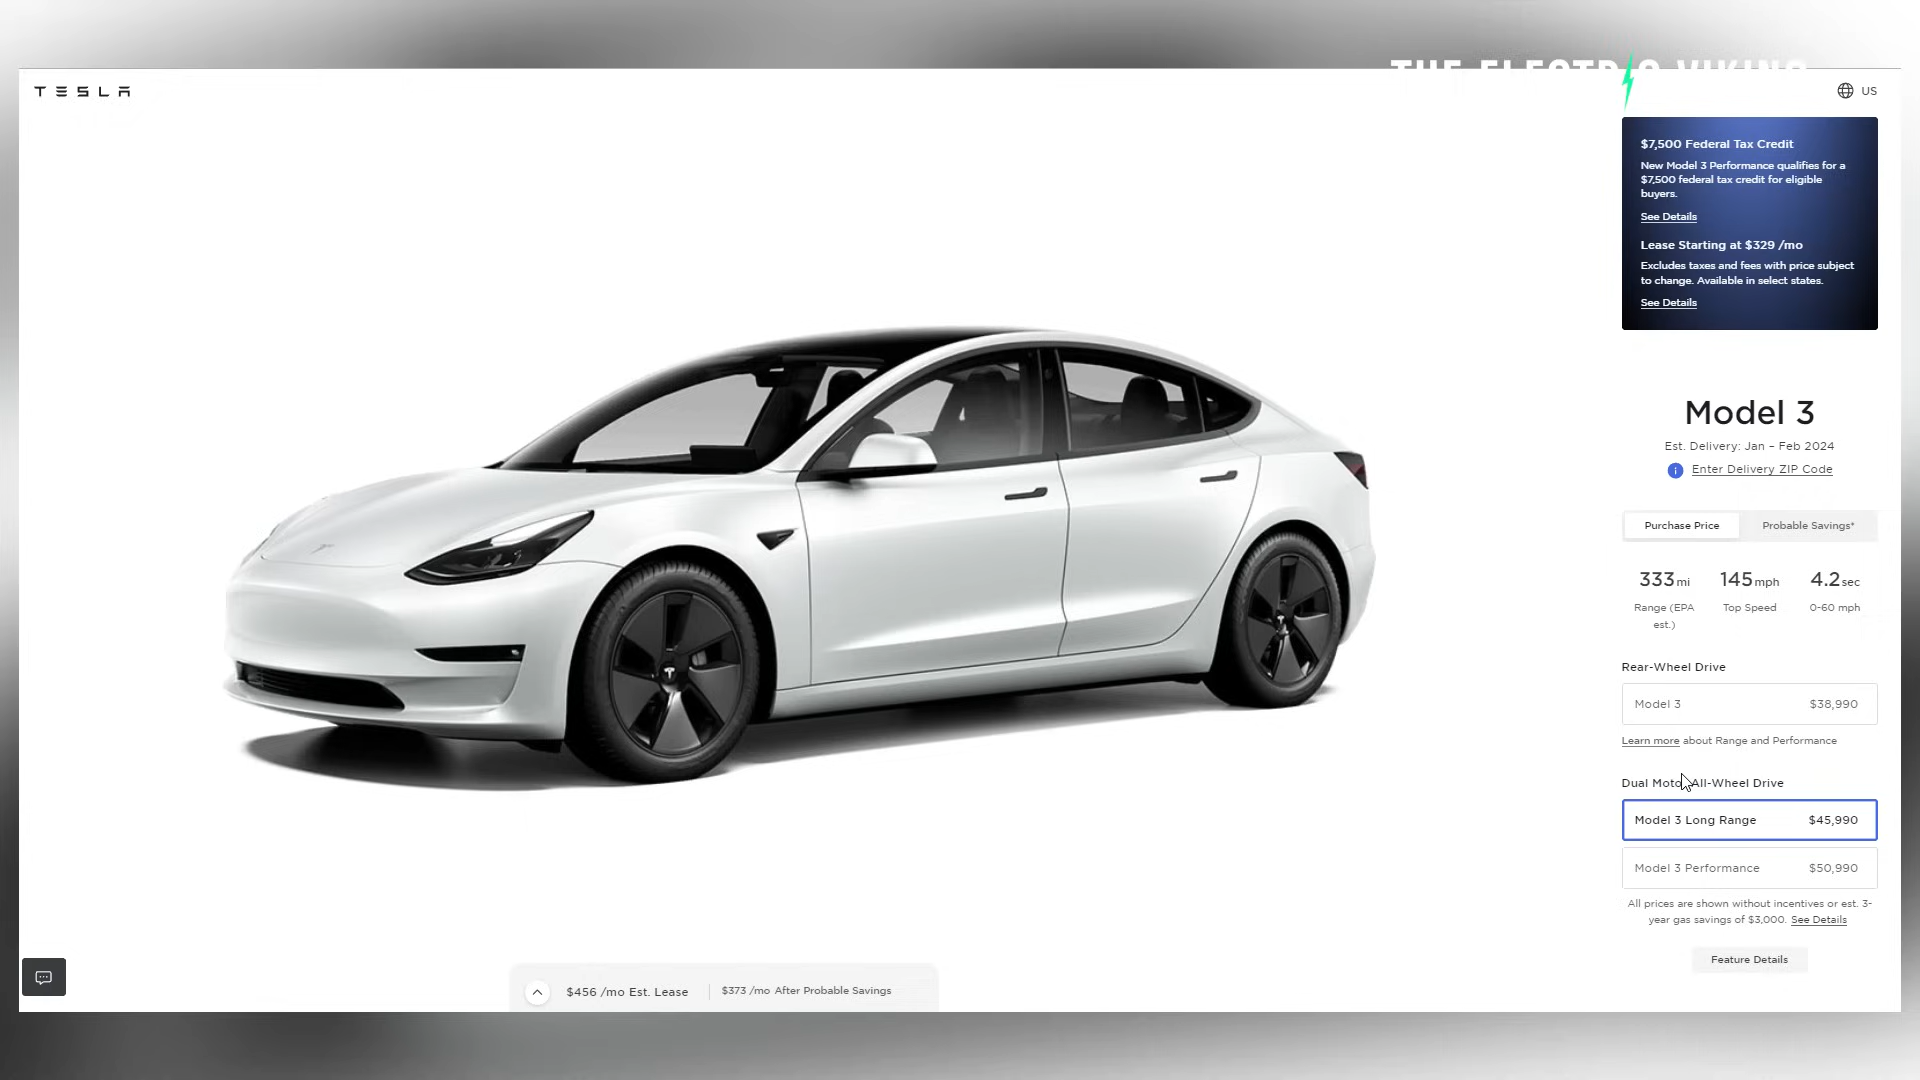 THE ELECTRIC VIKING
TESLA
US
$7,500 Federal Tax Credit
New Model 3 Performance qualifies for a
$7,500 federal tax credit for eligible
buyers.
See Details
Lease Starting at $329 /mo
Excludes taxes and fees with price subject
to change. Available in select states.
See Details
Model 3
Est. Delivery: Jan – Feb 2024
Enter Delivery ZIP Code
Purchase Price Probable Savings*
333mi 145mph 4.2sec
Range (EPA est.) Top Speed 0-60 mph
Rear-Wheel Drive
Model 3 $38,990
Learn more about Range and Performance
Dual Motor All-Wheel Drive
Model 3 Long Range $45,990
Model 3 Performance $50,990
All prices are shown without incentives or est. 3-
year gas savings of $3,000. See Details
Feature Details
$456 /mo Est. Lease $373 /mo After Probable Savings